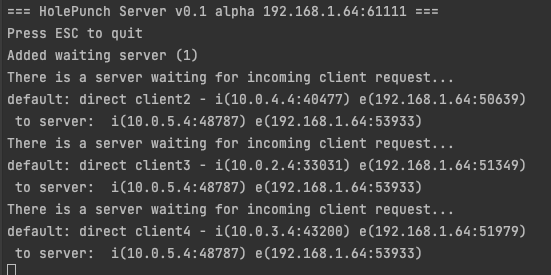 === HolePunch Server v0.1 alpha 192.168.1.64:61111 ===
Press ESC to quit
Added waiting server (1)
There is a server waiting for incoming client request...
default: direct client2 - i(10.0.4.4:40477) e(192.168.1.64:50639)
 to server:  i(10.0.5.4:48787) e(192.168.1.64:53933)
There is a server waiting for incoming client request...
default: direct client3 - i(10.0.2.4:33031) e(192.168.1.64:51349)
 to server:  i(10.0.5.4:48787) e(192.168.1.64:53933)
There is a server waiting for incoming client request...
default: direct client4 - i(10.0.3.4:43200) e(192.168.1.64:51979)
 to server:  i(10.0.5.4:48787) e(192.168.1.64:53933)